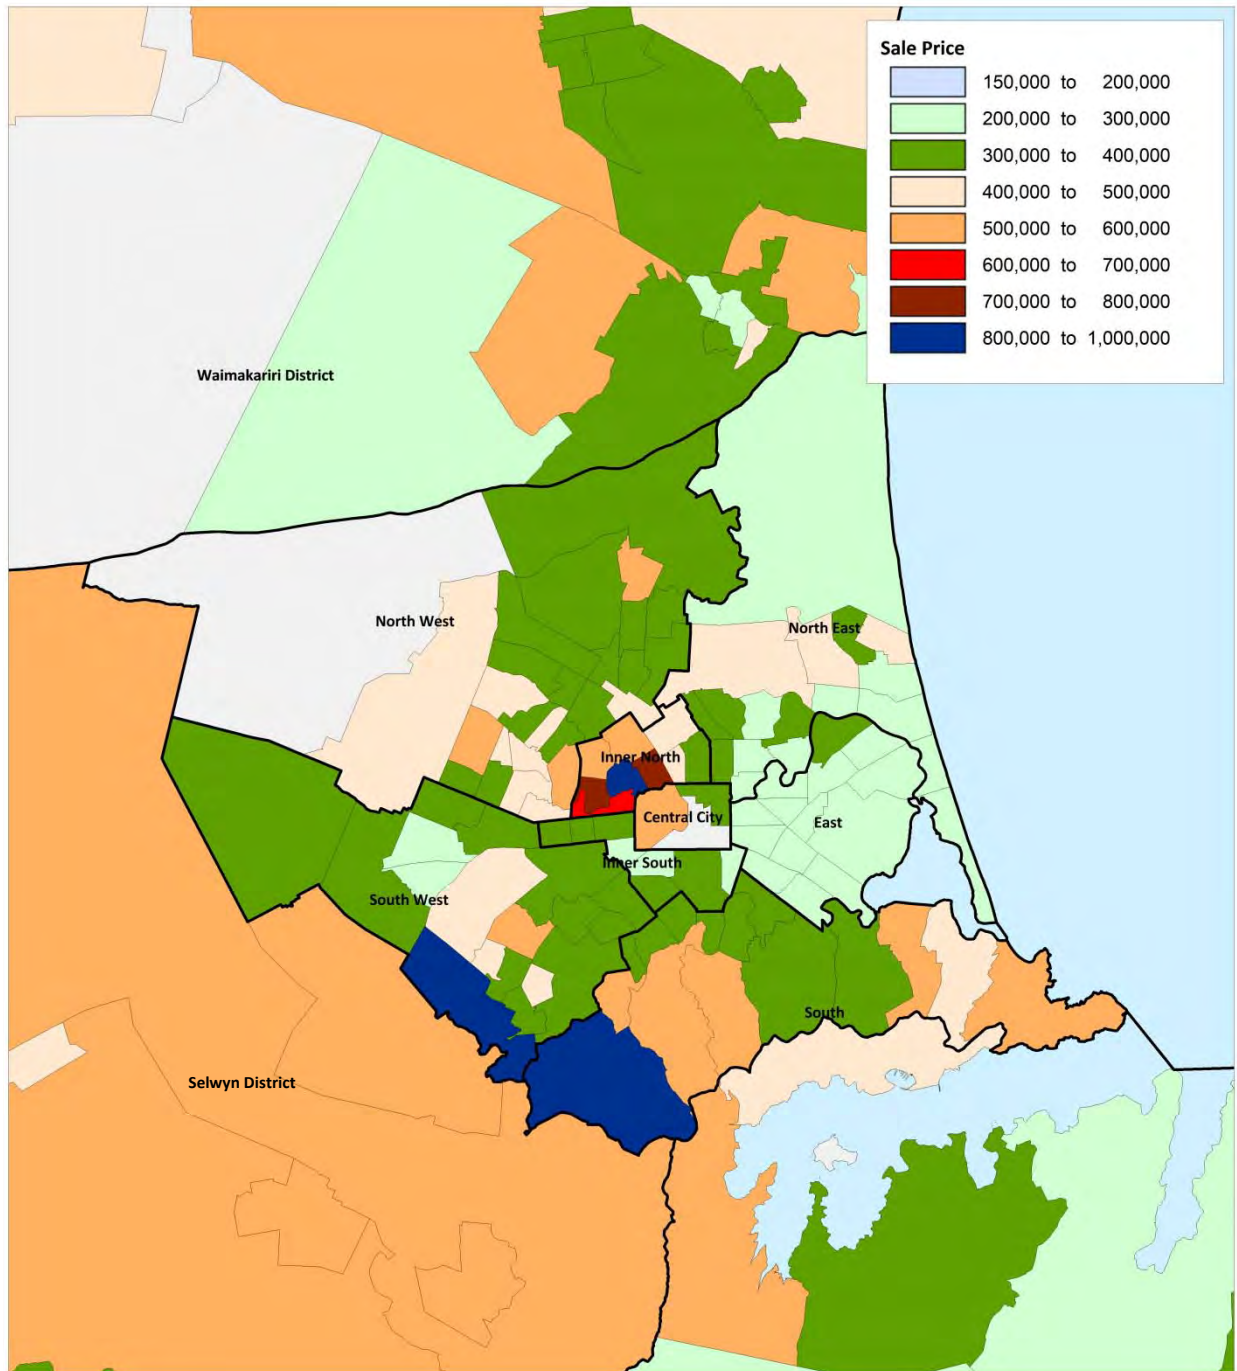 Sale Price
150,000 to 200,000
200,000 to 300,000
300,000 to 400,000
400,000 to 500,000
500,000 to 600,000
600,000 to 700,000
700,000 to 800,000
800,000 to 1,000,000
Waimakariri District
North West
North East
Inner North
Central City
East
Inner South
South West
South
Selwyn District